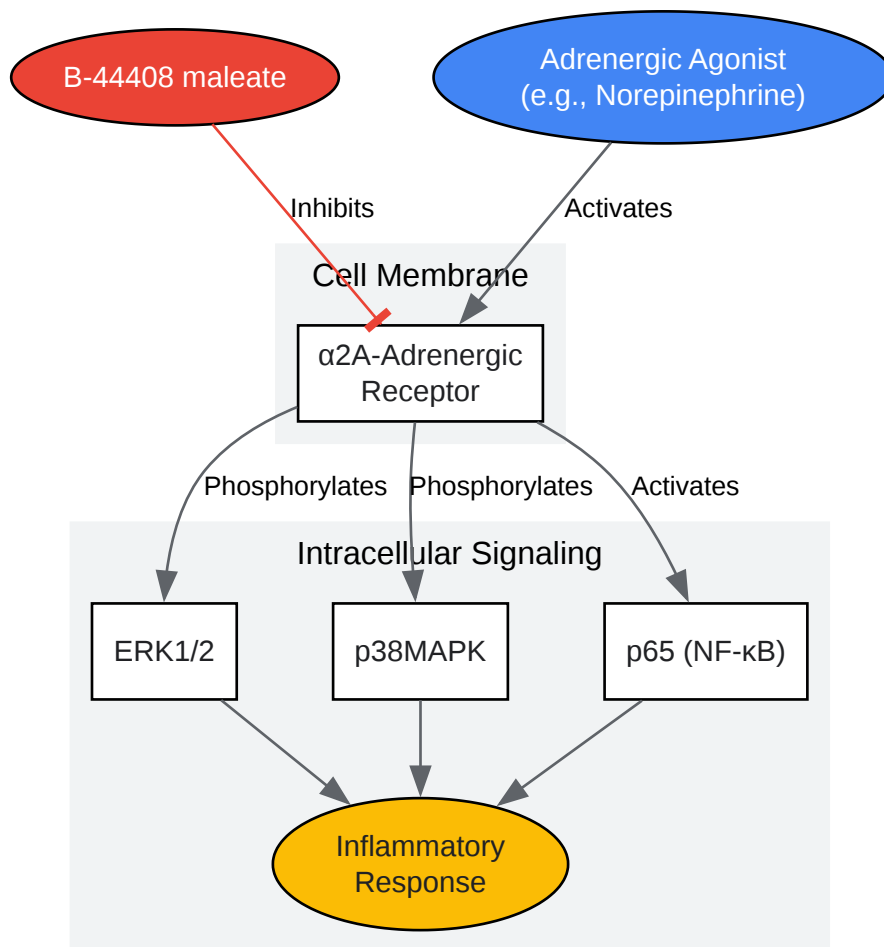 B-44408 maleate
Adrenergic Agonist
(e.g., Norepinephrine)
Inhibits
Activates
Cell Membrane
α2A-Adrenergic
Receptor
Phosphorylates
Phosphorylates
Activates
Intracellular Signaling
ERK1/2
p38MAPK
p65 (NF-κB)
Inflammatory
Response